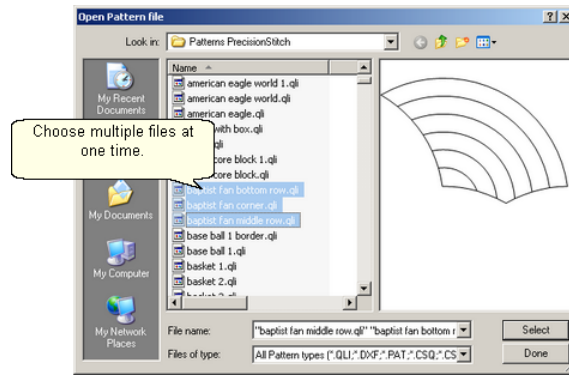 Open Pattern file
Look in: Patterns PrecisionStitch
Name
american eagle world 1.qli
american eagle world.qli
american eagle.qli
with box.qli
qli
core block 1.qli
core block.qli
baptist fan bottom row.qli
baptist fan corner.qli
baptist fan middle row.qli
base ball 1 border.qli
base ball 1.qli
basket 1.qli
basket 2.qli
My Recent
Documents
Choose multiple files at
one time.
My Documents
My Computer
My Network
Places
File name: "baptist fan middle row.qli" "baptist fan bottom r
Select
Files of type: All Pattern types (*.QLI;*.DXF;*.PAT;*.CSQ;*.CS
Done